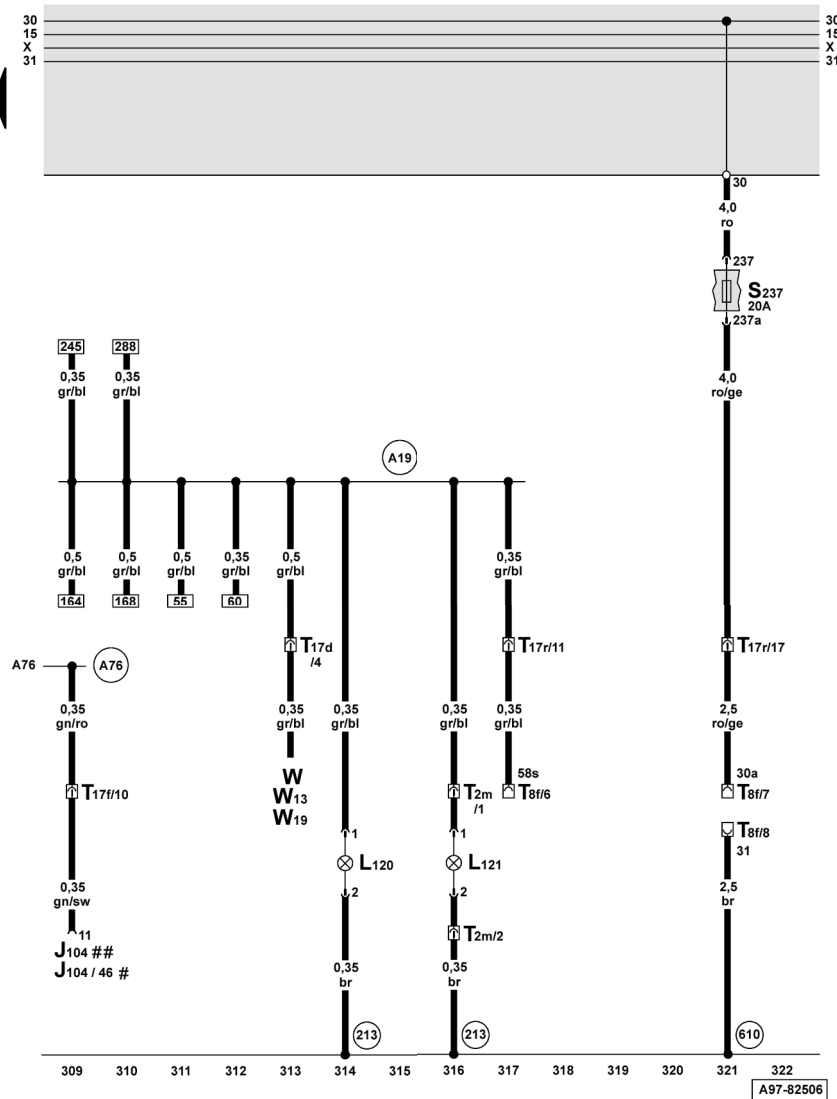 30 30
15 15
X X
31 31
30
4,0
ro
237
S237
20A
237a
245 288
0,35 0,35 4,0
gr/bl gr/bl ro/ge
A19
0,5 0,5 0,5 0,35 0,5 0,35
gr/bl gr/bl gr/bl gr/bl gr/bl gr/bl
164 168 55 60
T17d T17r/11 T17r/17
/4
A76 A76
0,35 0,35 0,35 0,35 0,35 2,5
gn/ro gr/bl gr/bl gr/bl gr/bl ro/ge
W 58s 30a
T17f/10 W13 T2m T8f/6 T8f/7
/1
W19
1 1 T8f/8
31
L120 L121
0,35 2 2 2,5
gn/sw br
11 T2m/2
J104 ##
J104 / 46 #
0,35 0,35
br br
213 213 610
309 310 311 312 313 314 315 316 317 318 319 320 321 322
A97-82506